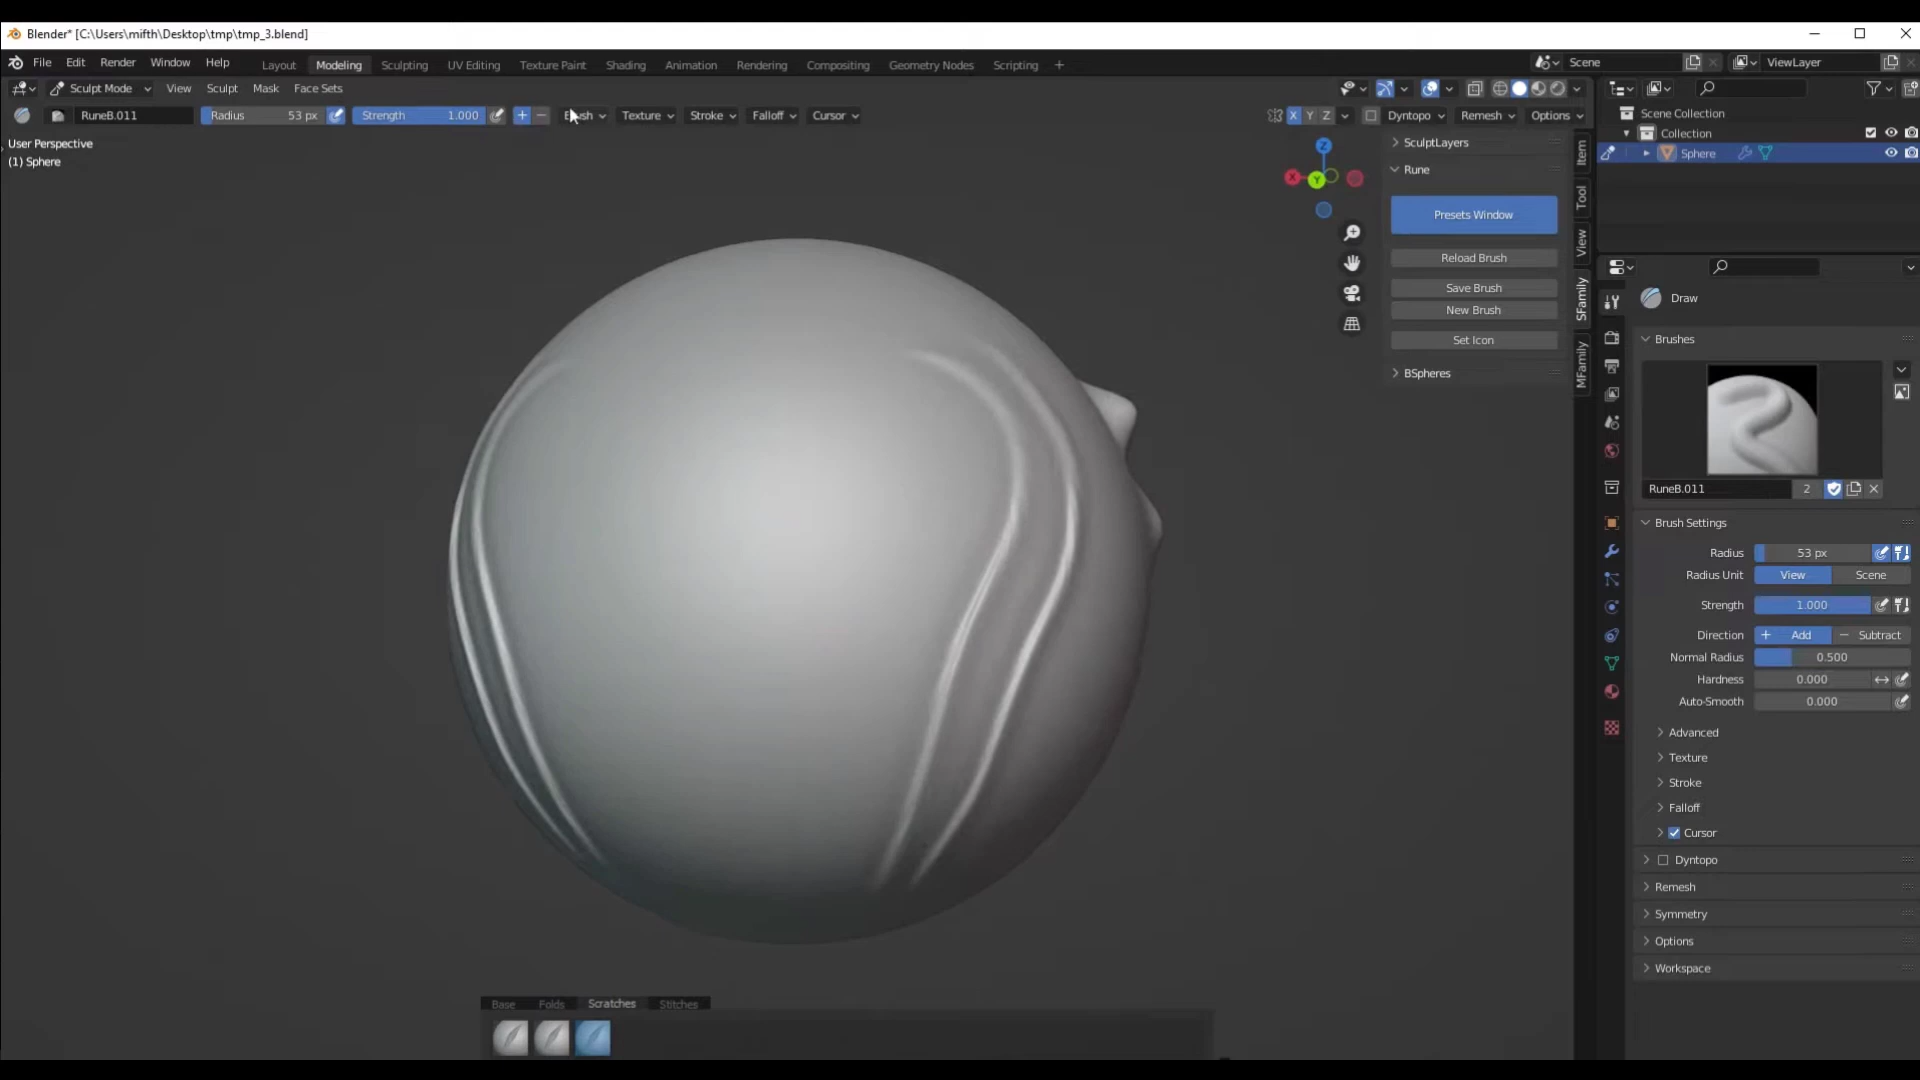 Blender* [C:\Users\mifth\Desktop\tmp\tmp_3.blend]
File Edit Render Window Help Layout Modeling Sculpting UV Editing Texture Paint Shading Animation Rendering Compositing Geometry Nodes Scripting + Scene ViewLayer
Sculpt Mode View Sculpt Mask Face Sets
RuneB.011 Radius 53 px Strength 1.000 Texture Stroke Falloff Cursor X Y Z Dyntopo Remesh Options
User Perspective
(1) Sphere
Z
X
Y
SculptLayers
Rune
Presets Window
Reload Brush
Save Brush
New Brush
Set Icon
BSpheres
Item
Tool
View
SFamily
MFamily
Scene Collection
Collection
Sphere
Draw
Brushes
RuneB.011 2
Brush Settings
Radius 53 px
Radius Unit View Scene
Strength 1.000
Direction + Add − Subtract
Normal Radius 0.500
Hardness 0.000
Auto-Smooth 0.000
Advanced
Texture
Stroke
Falloff
Cursor
Dyntopo
Remesh
Symmetry
Options
Workspace
Base Folds Scratches Stitches